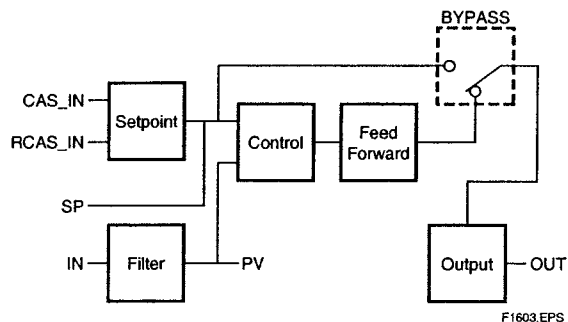 BYPASS
CAS_IN
RCAS_IN
Setpoint
Control
Feed
Forward
SP
IN
Filter
PV
Output
OUT
F1603.EPS